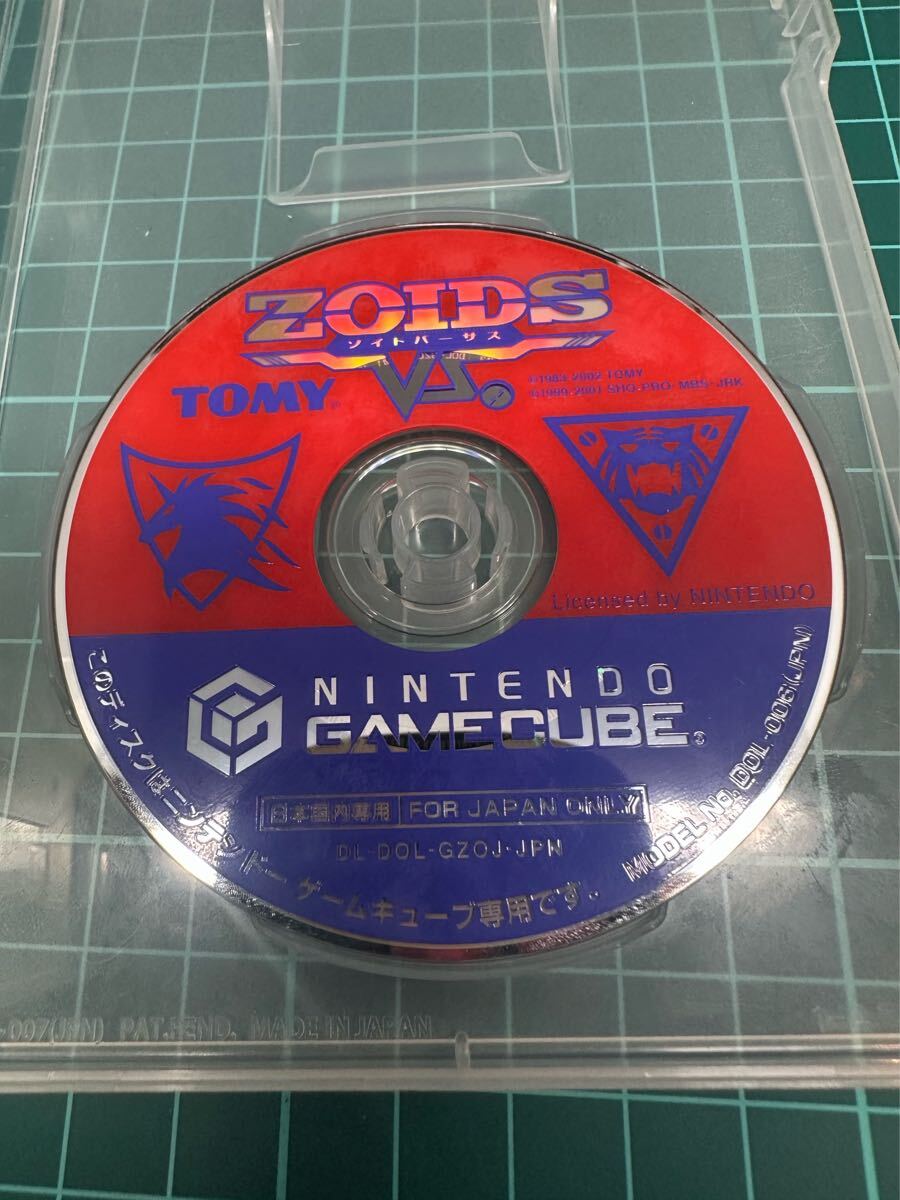 ZOIDS
ゾイドバーサス
VS.
TOMY
©1983-2002 TOMY
©1999-2001 SHO-PRO・MBS・JRK
Licensed by NINTENDO
NINTENDO
GAMECUBE®
日本国内専用 FOR JAPAN ONLY
DL-DOL-GZOJ-JPN
このディスクはニンテンドー ゲームキューブ専用です。
MODEL NO. DOL-006(JPN)
-007(JPN) PAT.PEND. MADE IN JAPAN